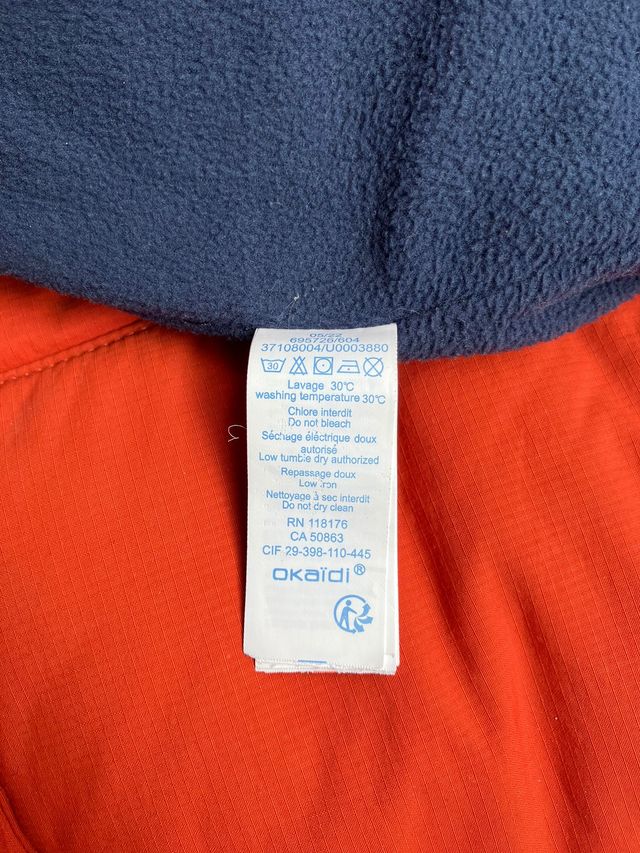 05/22
695726/604
37108004/U0003880
30
Lavage 30°C
washing temperature 30°C
Chlore interdit
Do not bleach
Séchage éléctrique doux
autorisé
Low tumble dry authorized
Repassage doux
Low iron
Nettoyage à sec interdit
Do not dry clean
RN 118176
CA 50863
CIF 29-398-110-445
okaïdi®